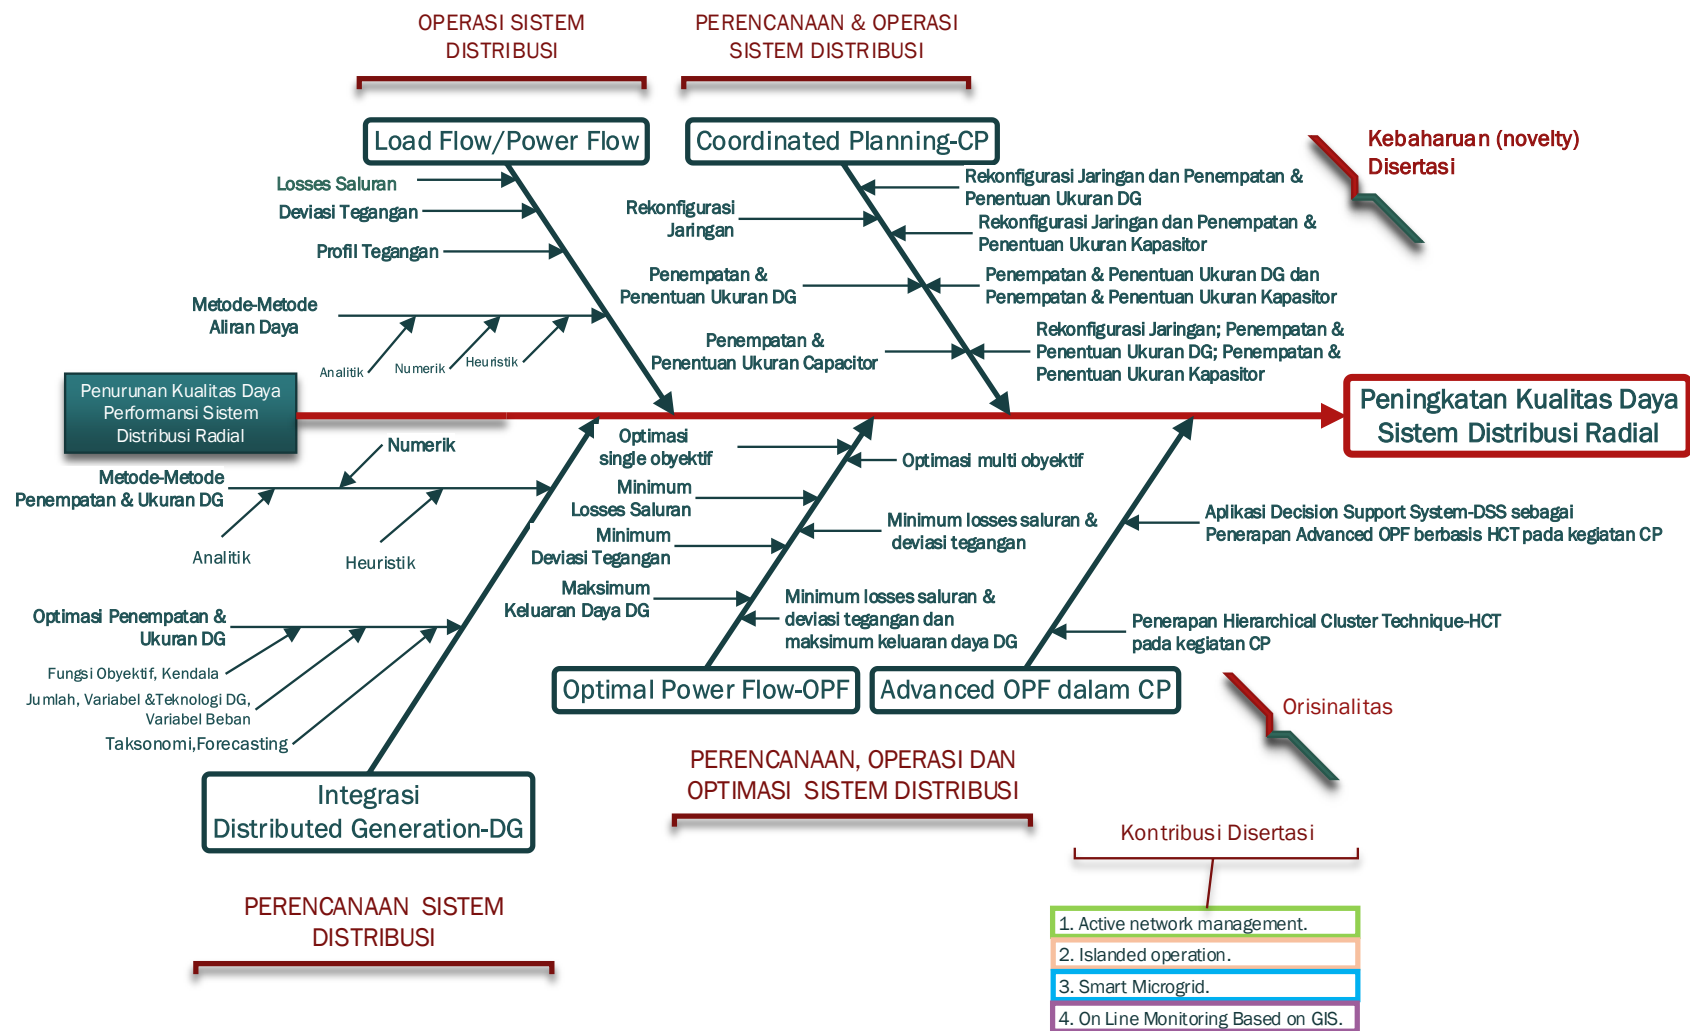 OPERASI SISTEM
DISTRIBUSI
PERENCANAAN & OPERASI
SISTEM DISTRIBUSI
Load Flow/Power Flow
Coordinated Planning-CP
Kebaharuan (novelty)
Disertasi
Losses Saluran
Deviasi Tegangan
Profil Tegangan
Metode-Metode
Aliran Daya
Analitik
Numerik
Heuristik
Rekonfigurasi
Jaringan
Penempatan &
Penentuan Ukuran DG
Penempatan &
Penentuan Ukuran Capacitor
Rekonfigurasi Jaringan dan Penempatan &
Penentuan Ukuran DG
Rekonfigurasi Jaringan dan Penempatan &
Penentuan Ukuran Kapasitor
Penempatan & Penentuan Ukuran DG dan
Penempatan & Penentuan Ukuran Kapasitor
Rekonfigurasi Jaringan; Penempatan &
Penentuan Ukuran DG; Penempatan &
Penentuan Ukuran Kapasitor
Penurunan Kualitas Daya
Performansi Sistem
Distribusi Radial
Peningkatan Kualitas Daya
Sistem Distribusi Radial
Numerik
Metode-Metode
Penempatan & Ukuran DG
Analitik
Heuristik
Optimasi Penempatan &
Ukuran DG
Fungsi Obyektif, Kendala
Jumlah, Variabel &Teknologi DG,
Variabel Beban
Taksonomi,Forecasting
Integrasi
Distributed Generation-DG
Optimasi
single obyektif
Minimum
Losses Saluran
Minimum
Deviasi Tegangan
Maksimum
Keluaran Daya DG
Optimasi multi obyektif
Minimum losses saluran &
deviasi tegangan
Minimum losses saluran &
deviasi tegangan dan
maksimum keluaran daya DG
Optimal Power Flow-OPF
Aplikasi Decision Support System-DSS sebagai
Penerapan Advanced OPF berbasis HCT pada kegiatan CP
Penerapan Hierarchical Cluster Technique-HCT
pada kegiatan CP
Advanced OPF dalam CP
Orisinalitas
PERENCANAAN, OPERASI DAN
OPTIMASI SISTEM DISTRIBUSI
PERENCANAAN SISTEM
DISTRIBUSI
Kontribusi Disertasi
1. Active network management.
2. Islanded operation.
3. Smart Microgrid.
4. On Line Monitoring Based on GIS.